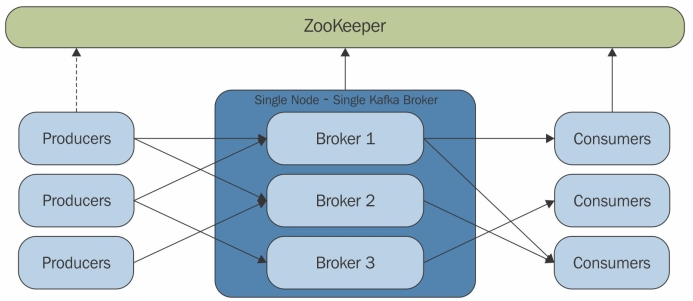 ZooKeeper
Single Node - Single Kafka Broker
Producers
Broker 1
Consumers
Producers
Broker 2
Consumers
Producers
Broker 3
Consumers